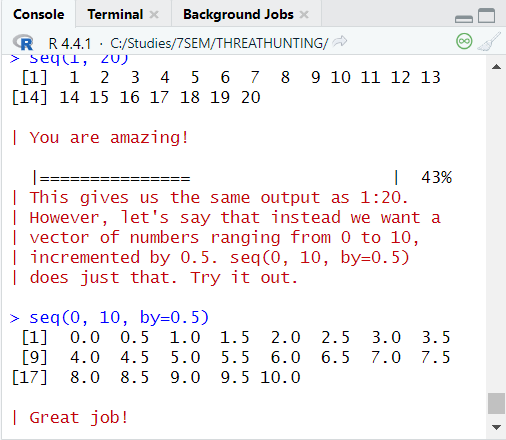 Console Terminal Background Jobs
R 4.4.1 · C:/Studies/7SEM/THREATHUNTING/
> seq(1, 20)
[1] 1 2 3 4 5 6 7 8 9 10 11 12 13
[14] 14 15 16 17 18 19 20
| You are amazing!
|=============== | 43%
| This gives us the same output as 1:20.
| However, let's say that instead we want a
| vector of numbers ranging from 0 to 10,
| incremented by 0.5. seq(0, 10, by=0.5)
| does just that. Try it out.
> seq(0, 10, by=0.5)
[1] 0.0 0.5 1.0 1.5 2.0 2.5 3.0 3.5
[9] 4.0 4.5 5.0 5.5 6.0 6.5 7.0 7.5
[17] 8.0 8.5 9.0 9.5 10.0
| Great job!